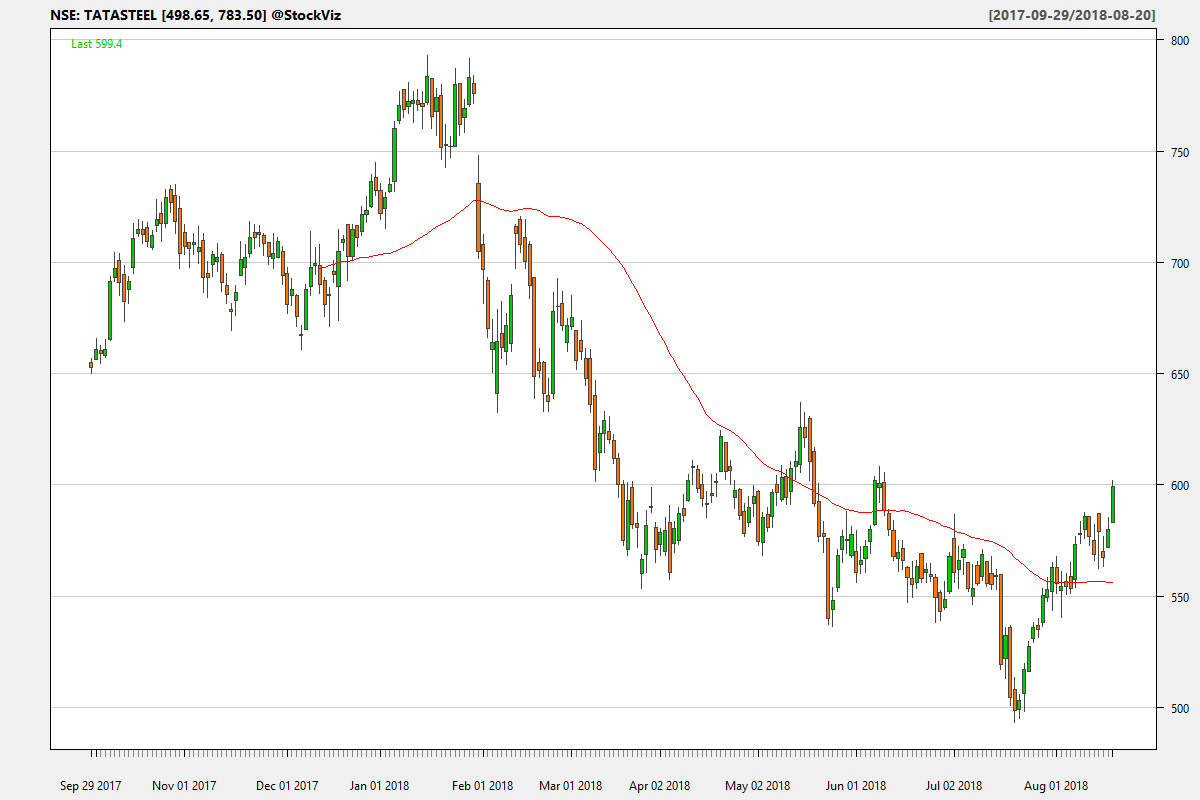 NSE: TATASTEEL [498.65, 783.50] @StockViz [2017-09-29/2018-08-20]
Last 599.4
800
750
700
650
600
550
500
Sep 29 2017 Nov 01 2017 Dec 01 2017 Jan 01 2018 Feb 01 2018 Mar 01 2018 Apr 02 2018 May 02 2018 Jun 01 2018 Jul 02 2018 Aug 01 2018